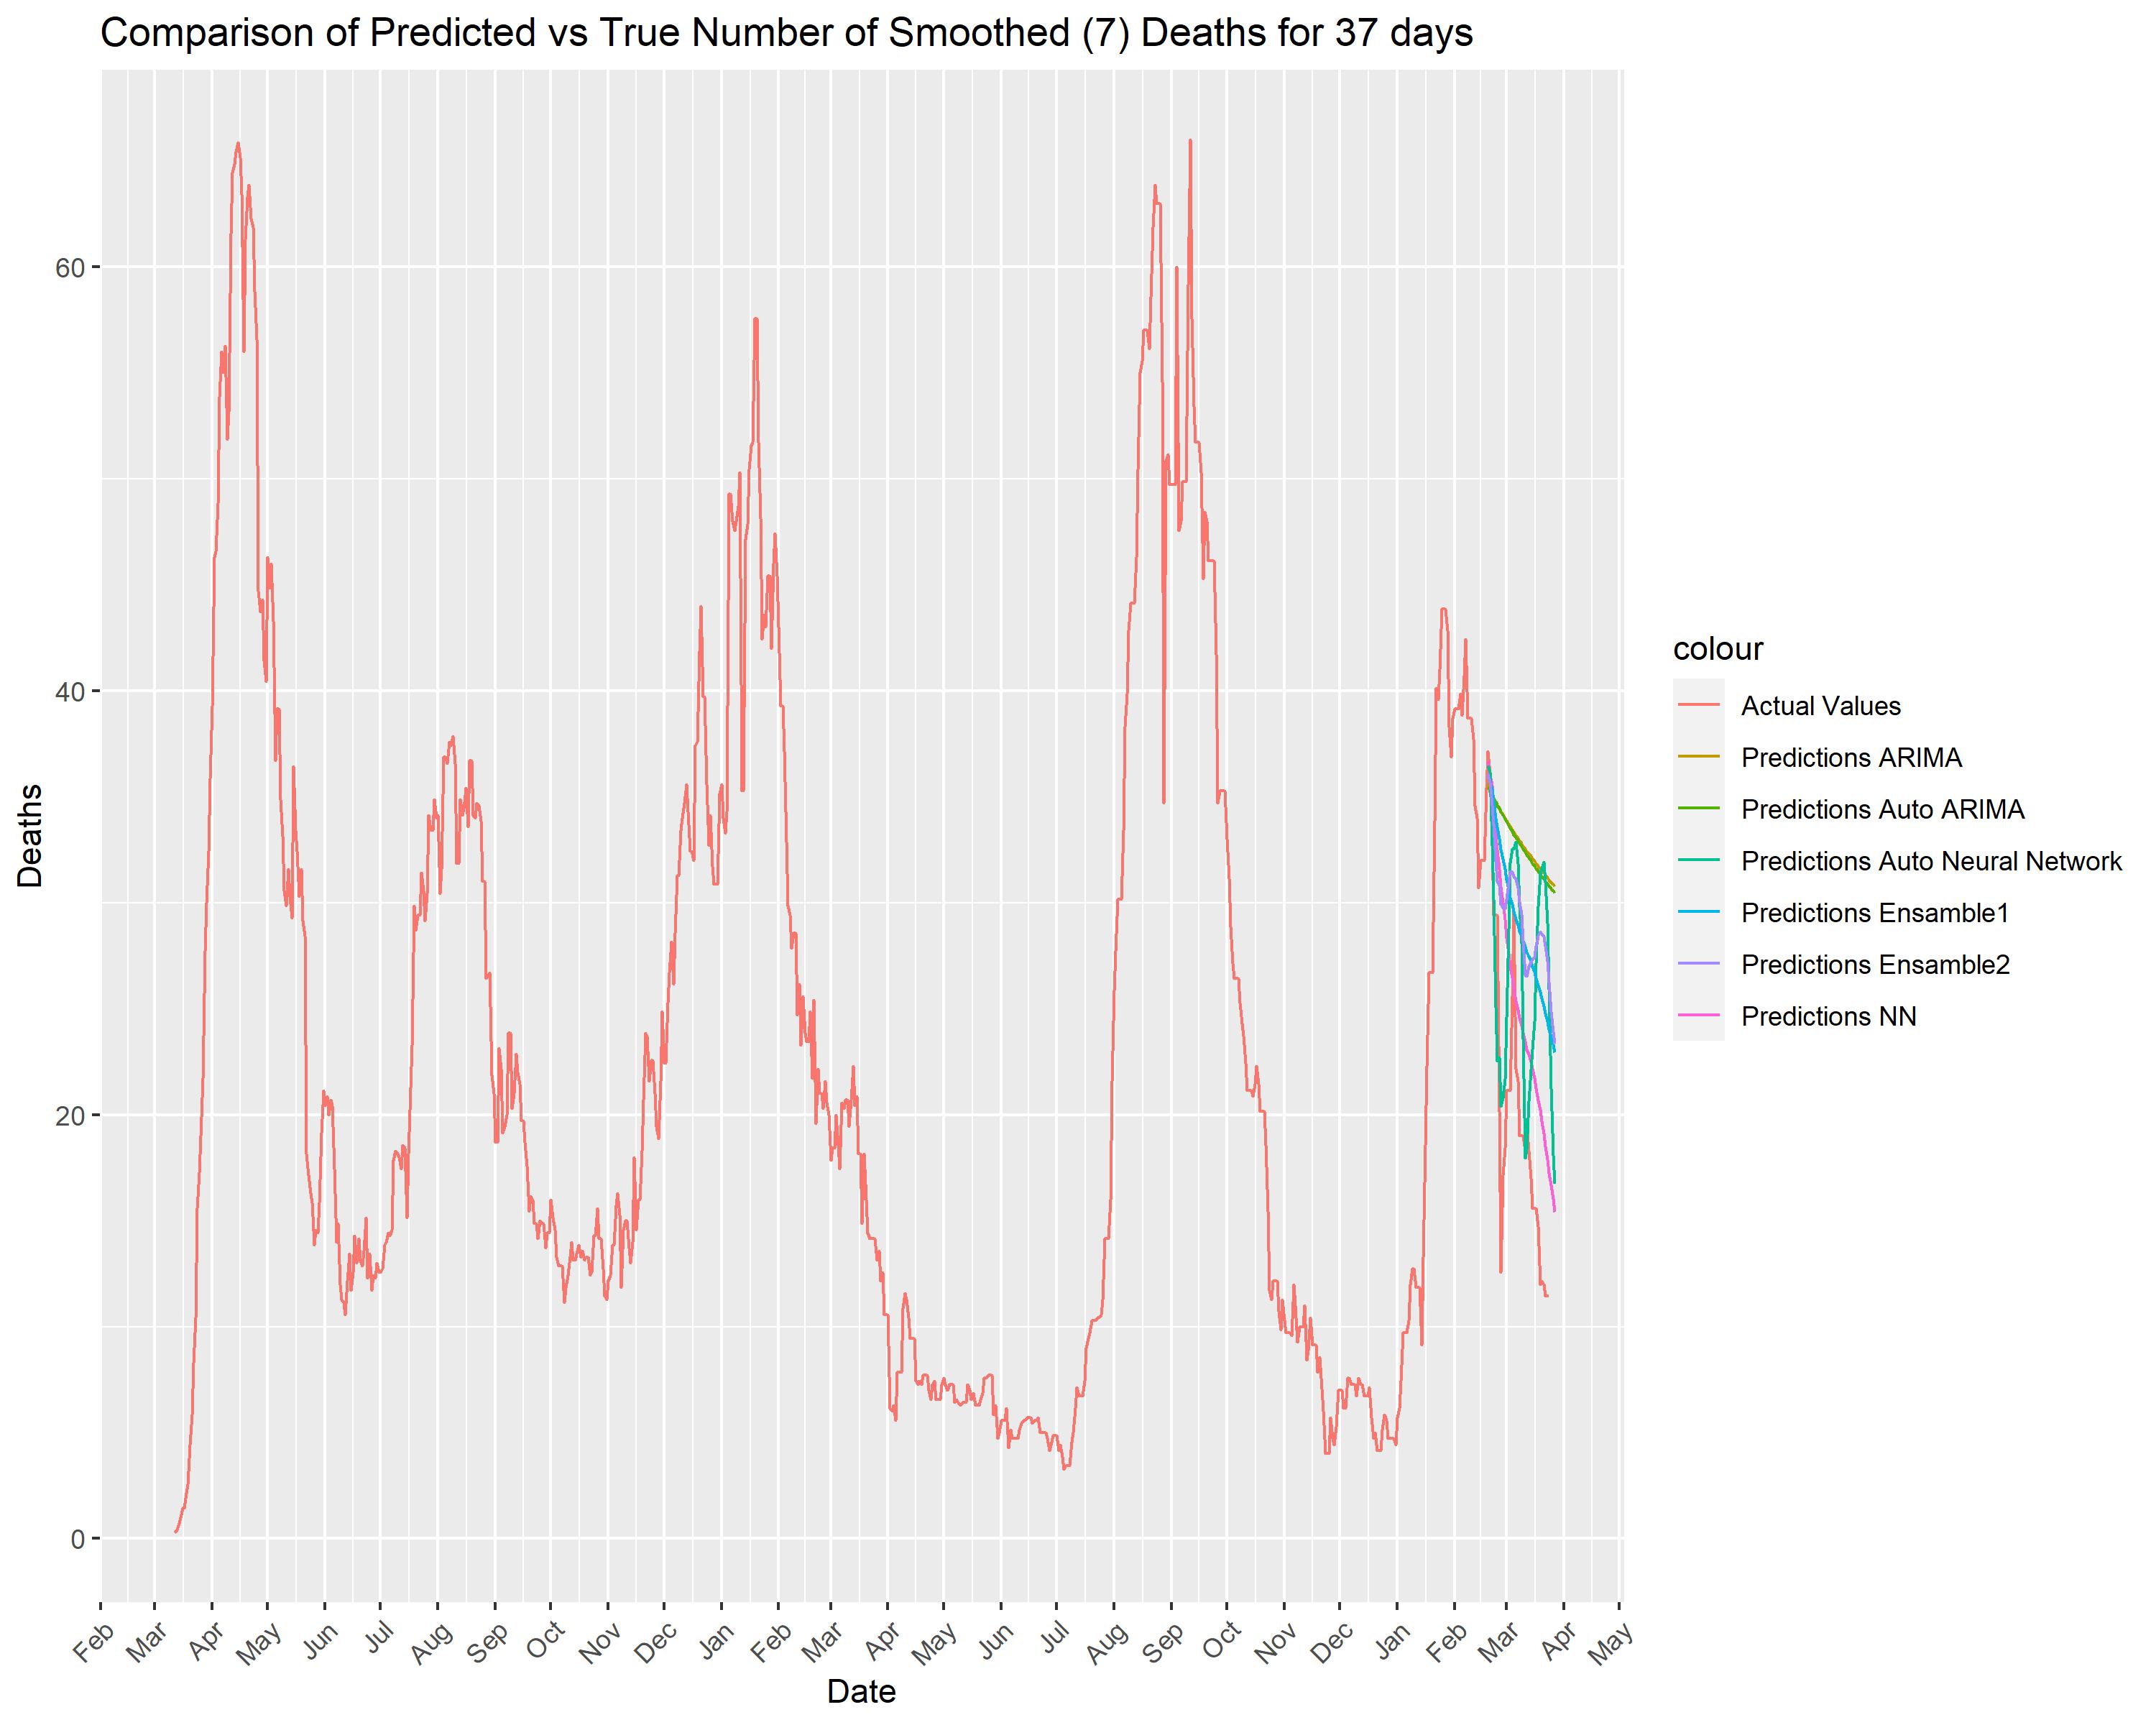 Comparison of Predicted vs True Number of Smoothed (7) Deaths for 37 days
60
40
20
0
Deaths
Feb Mar Apr May Jun Jul Aug Sep Oct Nov Dec Jan Feb Mar Apr May Jun Jul Aug Sep Oct Nov Dec Jan Feb Mar Apr May
Date
colour
Actual Values
Predictions ARIMA
Predictions Auto ARIMA
Predictions Auto Neural Network
Predictions Ensamble1
Predictions Ensamble2
Predictions NN